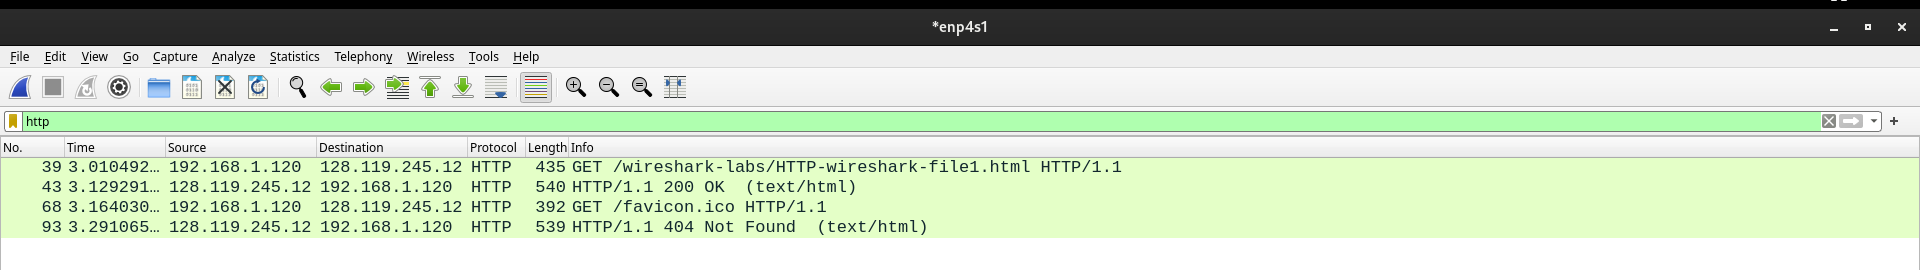 *enp4s1
File Edit View Go Capture Analyze Statistics Telephony Wireless Tools Help
http
No. Time Source Destination Protocol Length Info
39 3.010492… 192.168.1.120 128.119.245.12 HTTP 435 GET /wireshark-labs/HTTP-wireshark-file1.html HTTP/1.1
43 3.129291… 128.119.245.12 192.168.1.120 HTTP 540 HTTP/1.1 200 OK (text/html)
68 3.164030… 192.168.1.120 128.119.245.12 HTTP 392 GET /favicon.ico HTTP/1.1
93 3.291065… 128.119.245.12 192.168.1.120 HTTP 539 HTTP/1.1 404 Not Found (text/html)